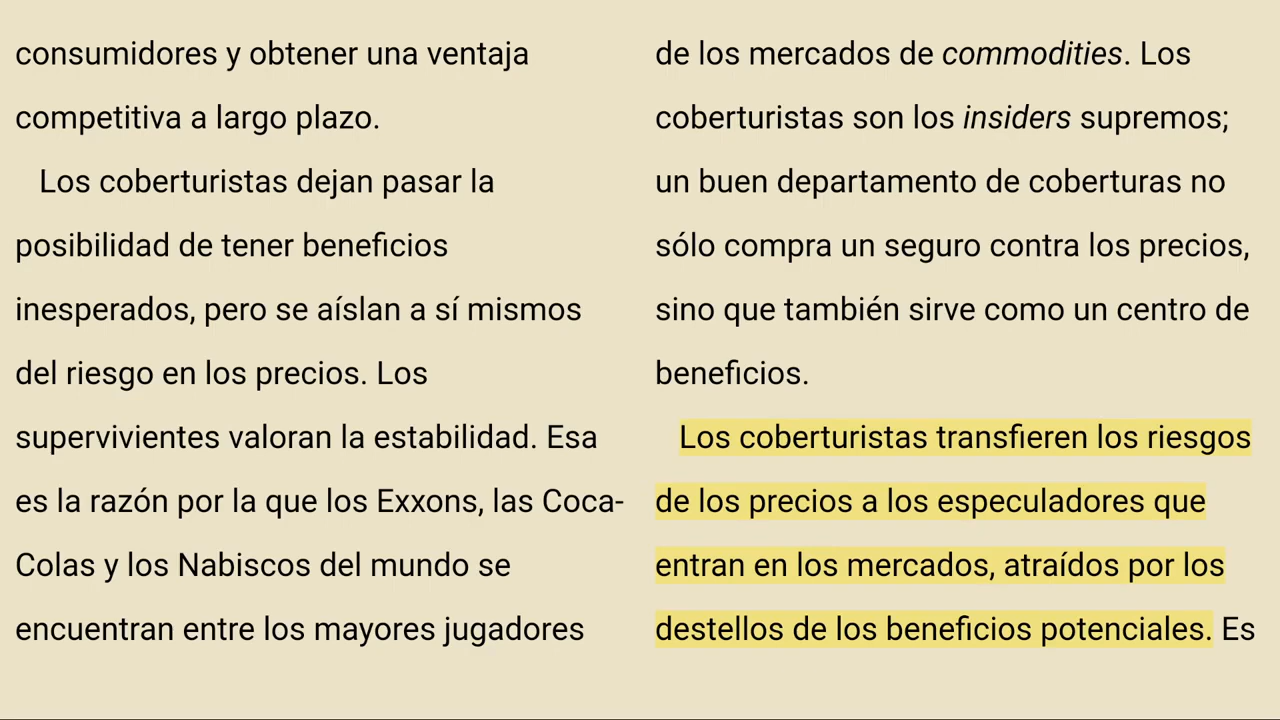 consumidores y obtener una ventaja
competitiva a largo plazo.
Los coberturistas dejan pasar la
posibilidad de tener beneficios
inesperados, pero se aíslan a sí mismos
del riesgo en los precios. Los
supervivientes valoran la estabilidad. Esa
es la razón por la que los Exxons, las Coca-
Colas y los Nabiscos del mundo se
encuentran entre los mayores jugadores
de los mercados de commodities. Los
coberturistas son los insiders supremos;
un buen departamento de coberturas no
sólo compra un seguro contra los precios,
sino que también sirve como un centro de
beneficios.
Los coberturistas transfieren los riesgos
de los precios a los especuladores que
entran en los mercados, atraídos por los
destellos de los beneficios potenciales. Es